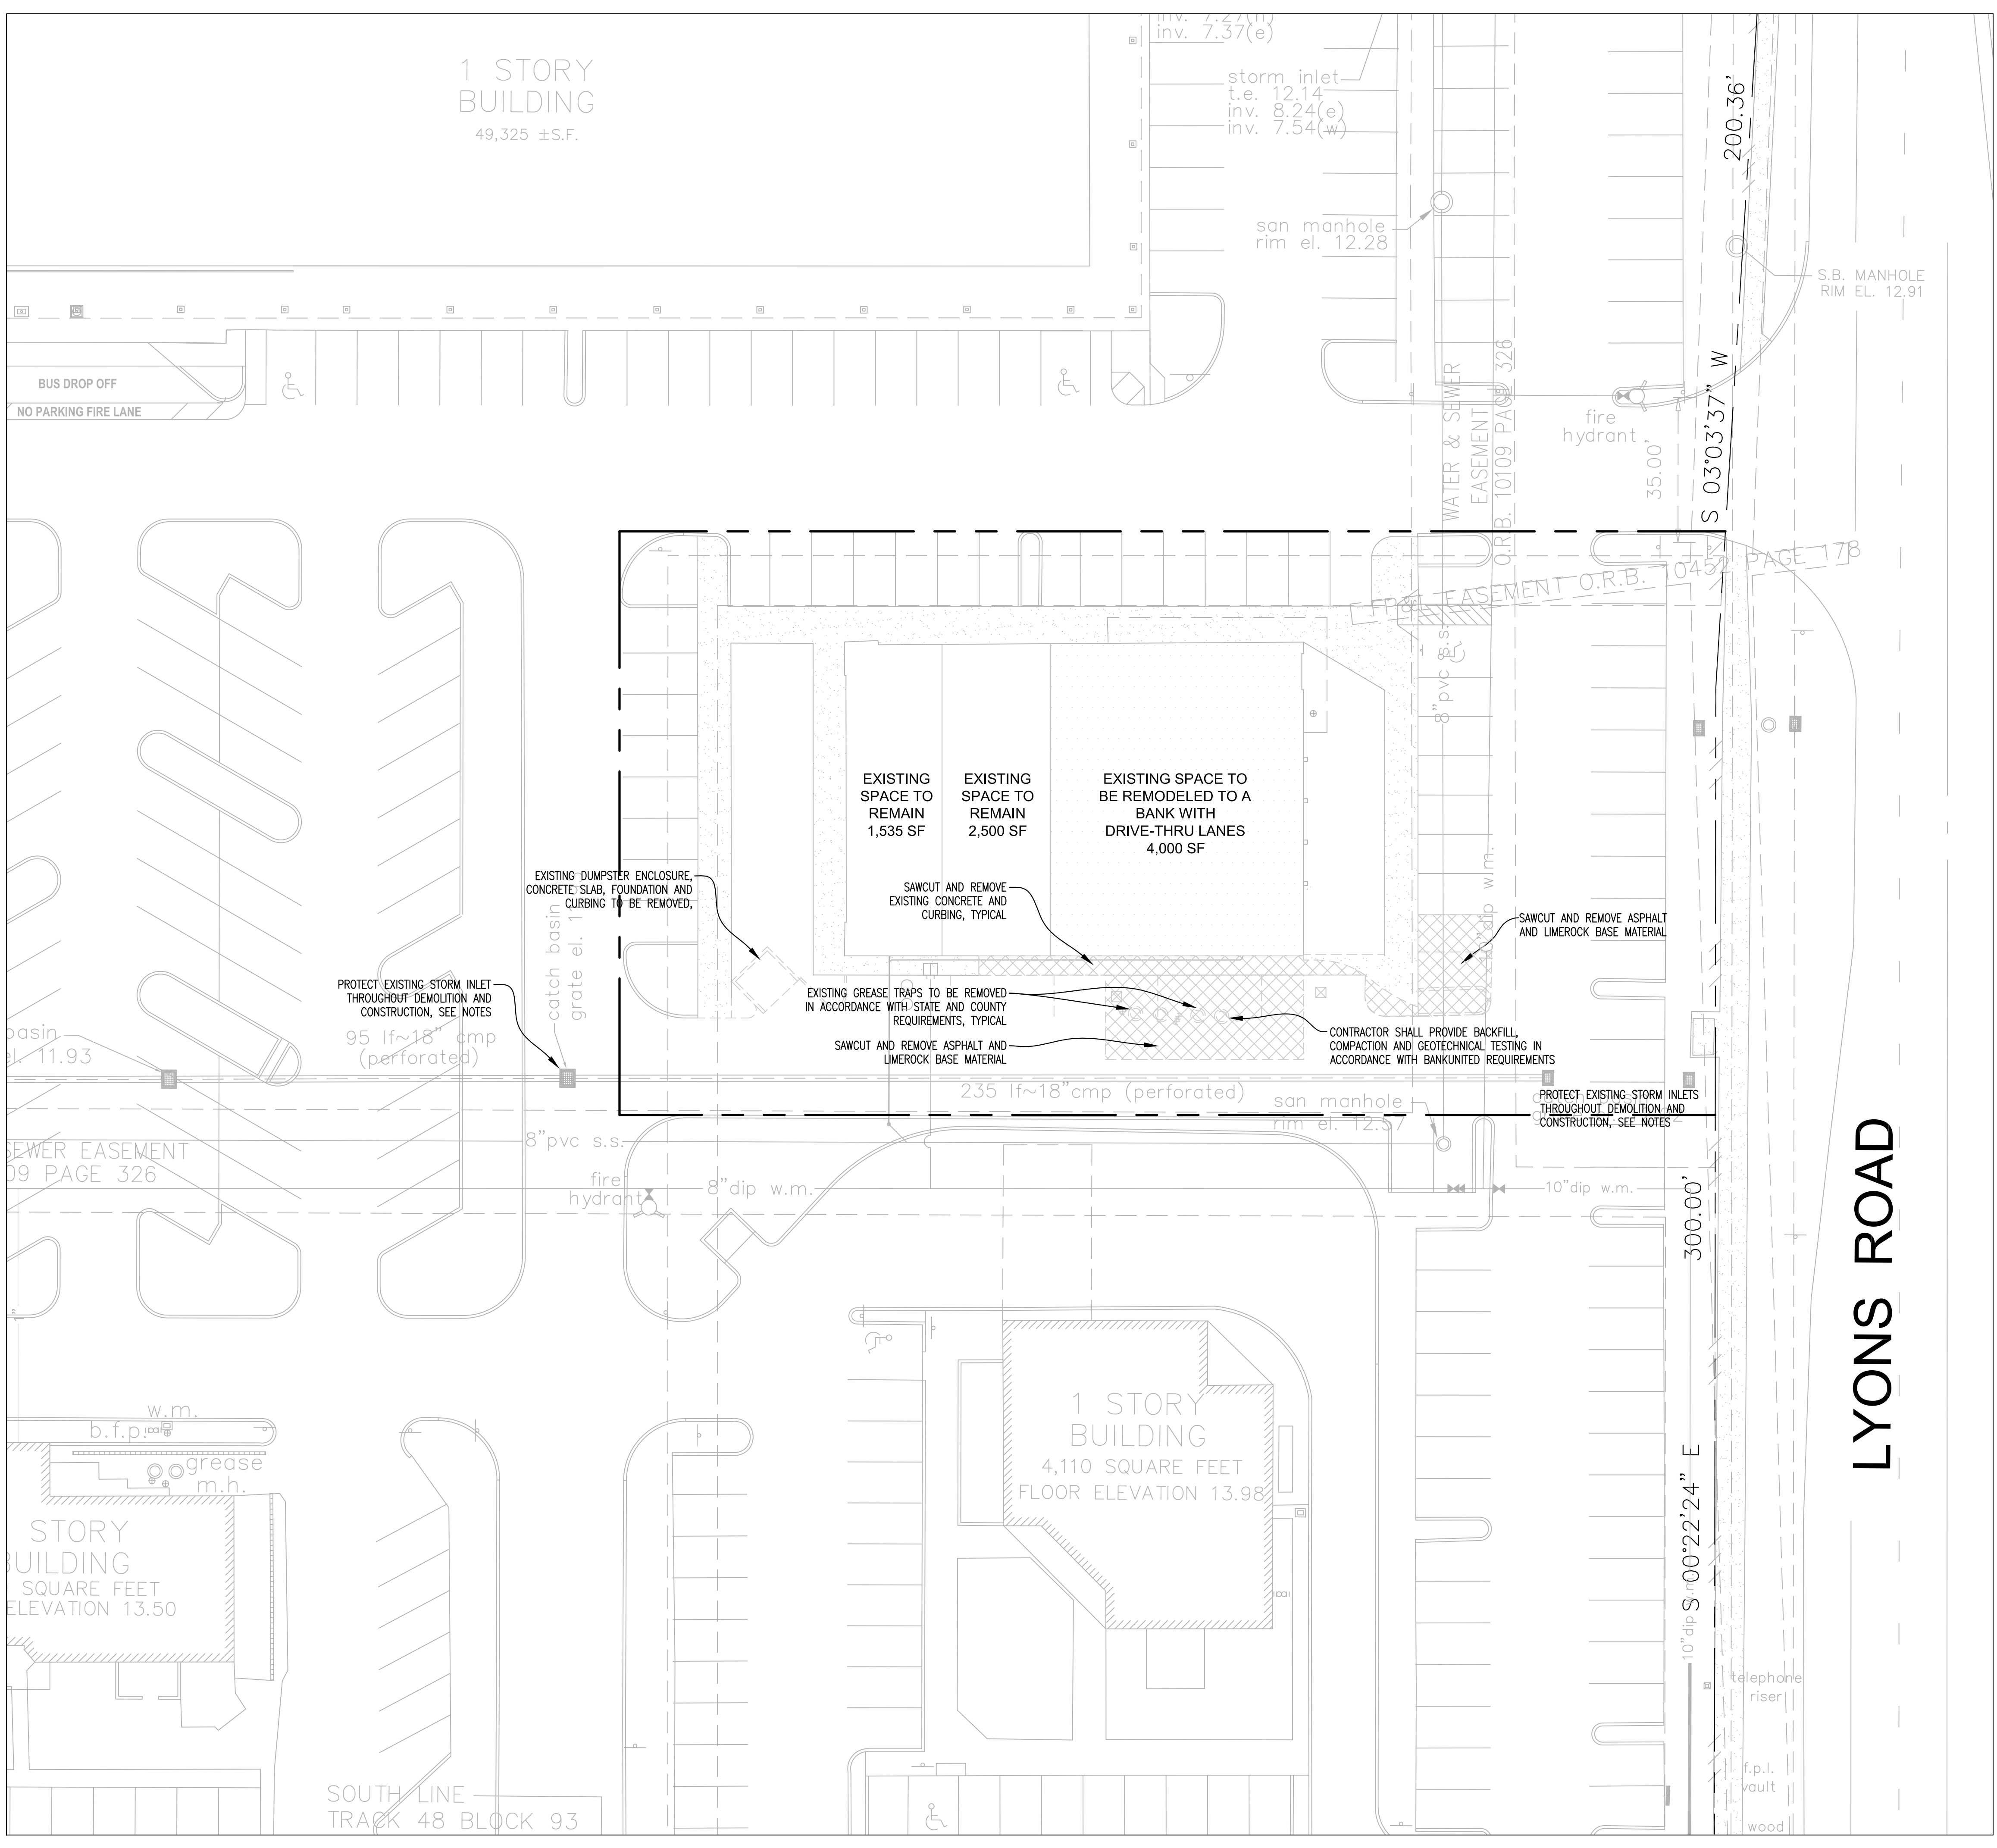 inv. 7.27(n)
inv. 7.37(e)
1 STORY
BUILDING
49,325 ±S.F.
storm inlet
t.e. 12.14
inv. 8.24(e)
inv. 7.54(w)
200.36'
san manhole
rim el. 12.28
S.B. MANHOLE
RIM EL. 12.91
BUS DROP OFF
NO PARKING FIRE LANE
WATER & SEWER
EASEMENT
O.R.B. 10109 PAGE 326
fire
hydrant
35.00'
S 03°03'37" W
FP&L EASEMENT O.R.B. 10452 PAGE 178
8"pvc s.s.
EXISTING
SPACE TO
REMAIN
1,535 SF
EXISTING
SPACE TO
REMAIN
2,500 SF
EXISTING SPACE TO
BE REMODELED TO A
BANK WITH
DRIVE-THRU LANES
4,000 SF
EXISTING DUMPSTER ENCLOSURE,
CONCRETE SLAB, FOUNDATION AND
CURBING TO BE REMOVED,
SAWCUT AND REMOVE
EXISTING CONCRETE AND
CURBING, TYPICAL
10"dip w.m.
SAWCUT AND REMOVE ASPHALT
AND LIMEROCK BASE MATERIAL
catch basin
grate el. 1
PROTECT EXISTING STORM INLET
THROUGHOUT DEMOLITION AND
CONSTRUCTION, SEE NOTES
EXISTING GREASE TRAPS TO BE REMOVED
IN ACCORDANCE WITH STATE AND COUNTY
REQUIREMENTS, TYPICAL
SAWCUT AND REMOVE ASPHALT AND
LIMEROCK BASE MATERIAL
CONTRACTOR SHALL PROVIDE BACKFILL,
COMPACTION AND GEOTECHNICAL TESTING IN
ACCORDANCE WITH BANKUNITED REQUIREMENTS
basin
el. 11.93
95 lf~18" cmp
(perforated)
235 lf~18"cmp (perforated)
san manhole
rim el. 12.57
PROTECT EXISTING STORM INLETS
THROUGHOUT DEMOLITION AND
CONSTRUCTION, SEE NOTES
SEWER EASEMENT
09 PAGE 326
8"pvc s.s.
fire
hydrant
8"dip w.m.
10"dip w.m.
300.00'
LYONS ROAD
w.m.
b.f.p.
grease
m.h.
STORY
BUILDING
SQUARE FEET
ELEVATION 13.50
1 STORY
BUILDING
4,110 SQUARE FEET
FLOOR ELEVATION 13.98
S 00°22'24" E
10"dip w.m.
telephone
riser
f.p.l.
vault
wood
SOUTH LINE
TRACK 48 BLOCK 93